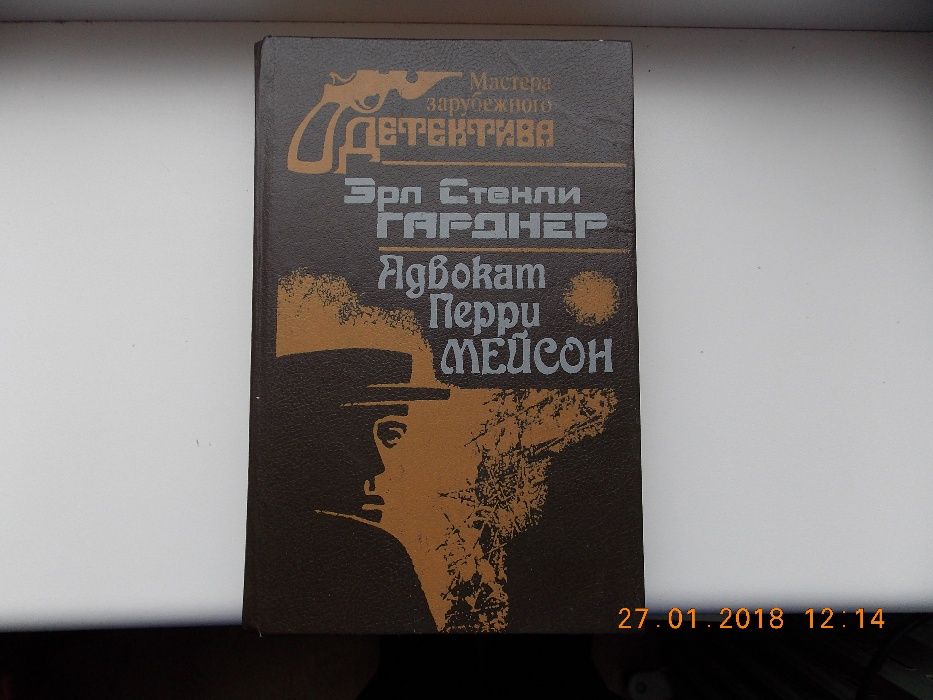 Мастера
зарубежного
ДЕТЕКТИВА
Эрл Стенли
ГАРДНЕР
Адвокат
Перри
МЕЙСОН
27.01.2018 12:14